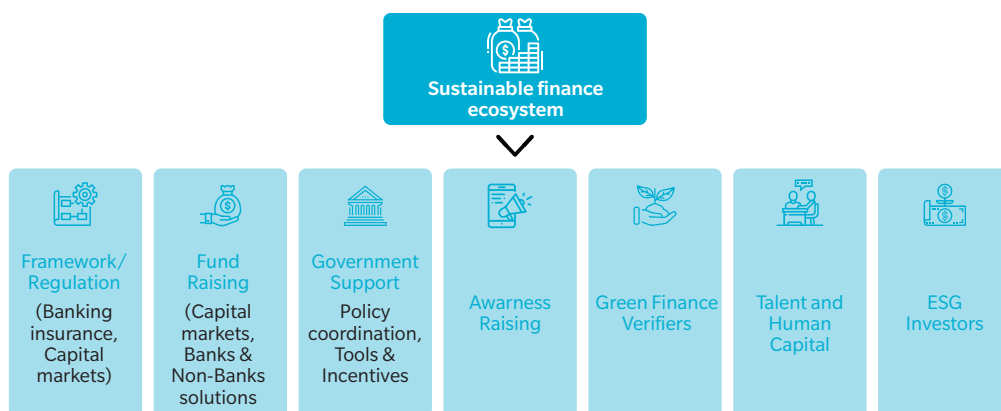 Sustainable finance
ecosystem
Framework/
Regulation
(Banking
insurance,
Capital
markets)
Fund
Raising
(Capital
markets,
Banks &
Non-Banks
solutions
Government
Support
Policy
coordination,
Tools &
Incentives
Awarness
Raising
Green Finance
Verifiers
Talent and
Human
Capital
ESG
Investors